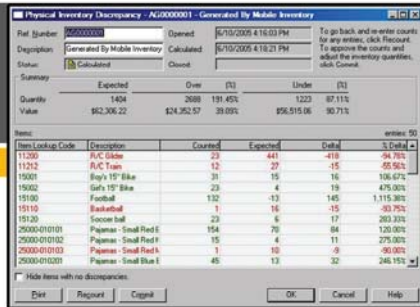 Physical Inventory Discrepancy - AG0000001 - Generated By Mobile Inventory
Ref. Number AG0000001 Opened: 6/10/2005 4:16:03 PM To go back and re-enter counts
Description Generated By Mobile Inventory Calculated: 6/10/2005 4:18:21 PM for any entries, click Recount.
Status: Calculated Closed: To approve the counts and
adjust the inventory quantities,
click Commit.
Summary
Expected Over (%) Under (%)
Quantity 1404 2688 191.45% 1223 87.11%
Value $62,306.22 $24,352.57 39.09% $56,515.06 90.71%
Items: entries: 50
Item Lookup Code Description Counted Expected Delta % Delta
11200 R/C Glider 23 441 -418 -94.78%
11212 R/C Train 12 27 -15 -55.56%
15001 Boy's 15" Bike 31 15 16 106.67%
15002 Girl's 15" Bike 23 4 19 475.00%
15100 Football 132 -13 145 1,115.38%
15110 Basketball 1 16 -15 -93.75%
15120 Soccer ball 23 6 17 283.33%
25000-010101 Pajamas - Small Red E 154 70 84 120.00%
25000-010102 Pajamas - Small Red 15 4 11 275.00%
25000-010103 Pajamas - Small Red 1 10 -9 -90.00%
25000-010201 Pajamas - Small Blue E 45 13 32 246.15%
Hide items with no discrepancies.
Print Recount Commit OK Cancel Help